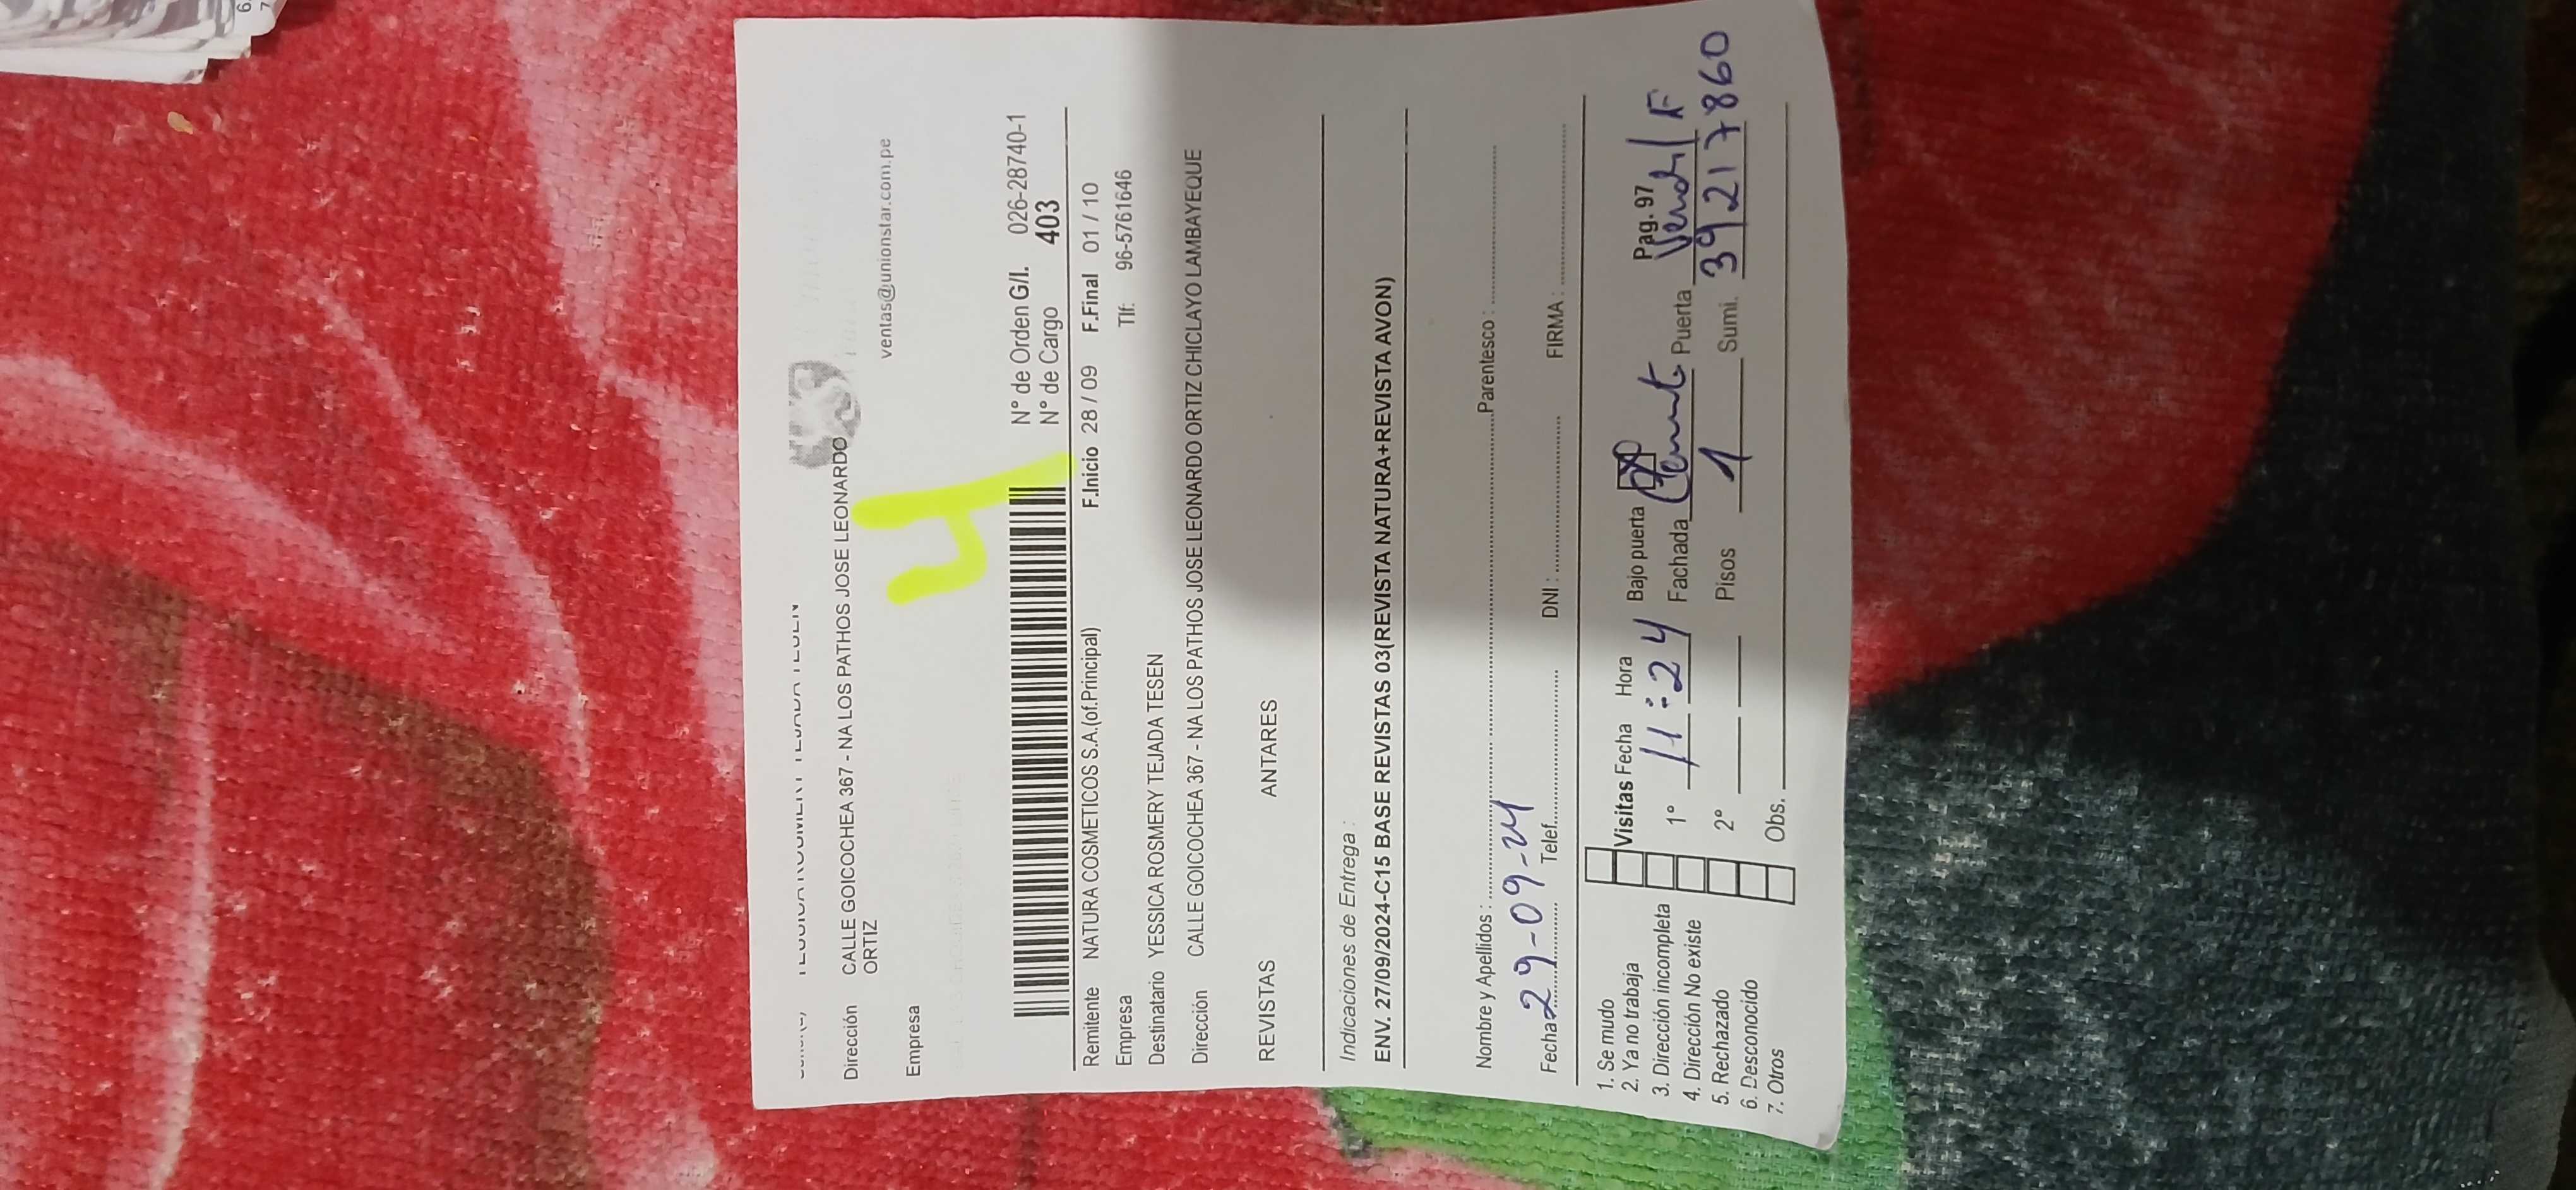 YESSICA ROSMERY TEJADA TESEN
Dirección CALLE GOICOCHEA 367 - NA LOS PATHOS JOSE LEONARDO
ORTIZ
Empresa
ventas@unionstar.com.pe
4
N° de Orden G/I. 026-28740-1
N° de Cargo 403
Remitente NATURA COSMETICOS S.A,(of.Principal) F.Inicio 28 / 09 F.Final 01 / 10
Empresa Tlf: 96-5761646
Destinatario YESSICA ROSMERY TEJADA TESEN
Dirección CALLE GOICOCHEA 367 - NA LOS PATHOS JOSE LEONARDO ORTIZ CHICLAYO LAMBAYEQUE
REVISTAS ANTARES
Indicaciones de Entrega :
ENV. 27/09/2024-C15 BASE REVISTAS 03(REVISTA NATURA+REVISTA AVON)
Nombre y Apellidos : Parentesco :
Fecha 29-09-24 Telef. DNI : FIRMA :
1. Se mudo
2. Ya no trabaja Visitas Fecha Hora Bajo puerta Pag. 97
3. Dirección incompleta 1° 11:24 Fachada Puerta
4. Dirección No existe
5. Rechazado 2° Pisos 1 Sumi. 39217860
6. Desconocido
7. Otros Obs.
6.
7